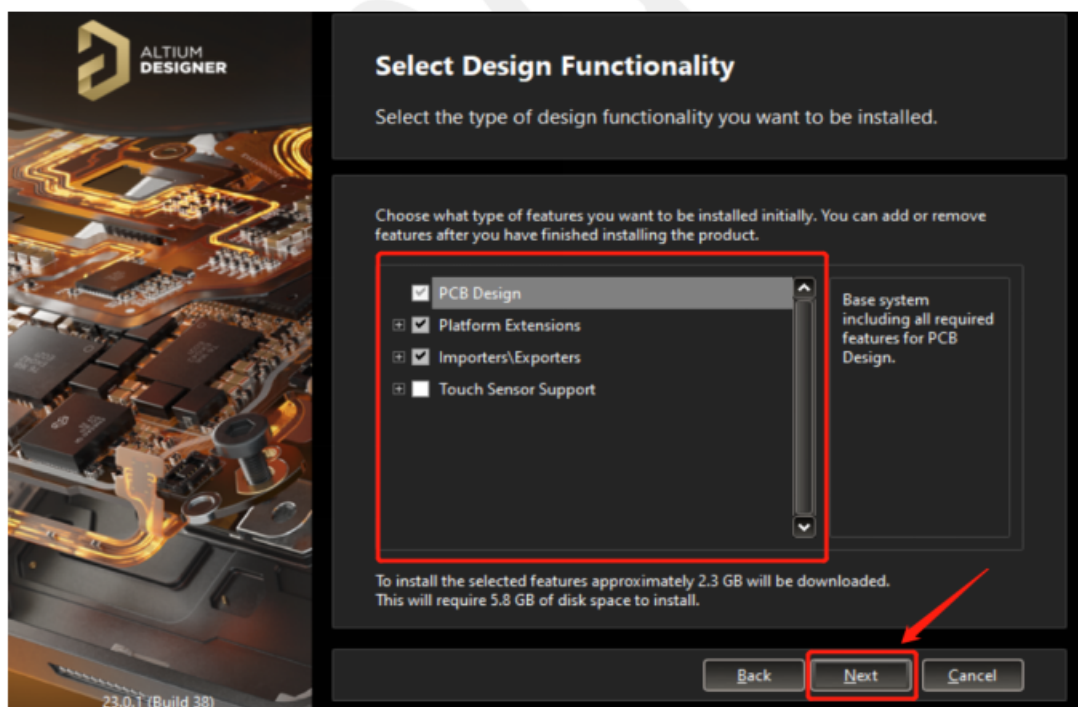 ALTIUM
DESIGNER
Select Design Functionality
Select the type of design functionality you want to be installed.
Choose what type of features you want to be installed initially. You can add or remove
features after you have finished installing the product.
PCB Design
Platform Extensions
Importers\Exporters
Touch Sensor Support
Base system
including all required
features for PCB
Design.
To install the selected features approximately 2.3 GB will be downloaded.
This will require 5.8 GB of disk space to install.
Back
Next
Cancel
23.0.1 (Build 38)